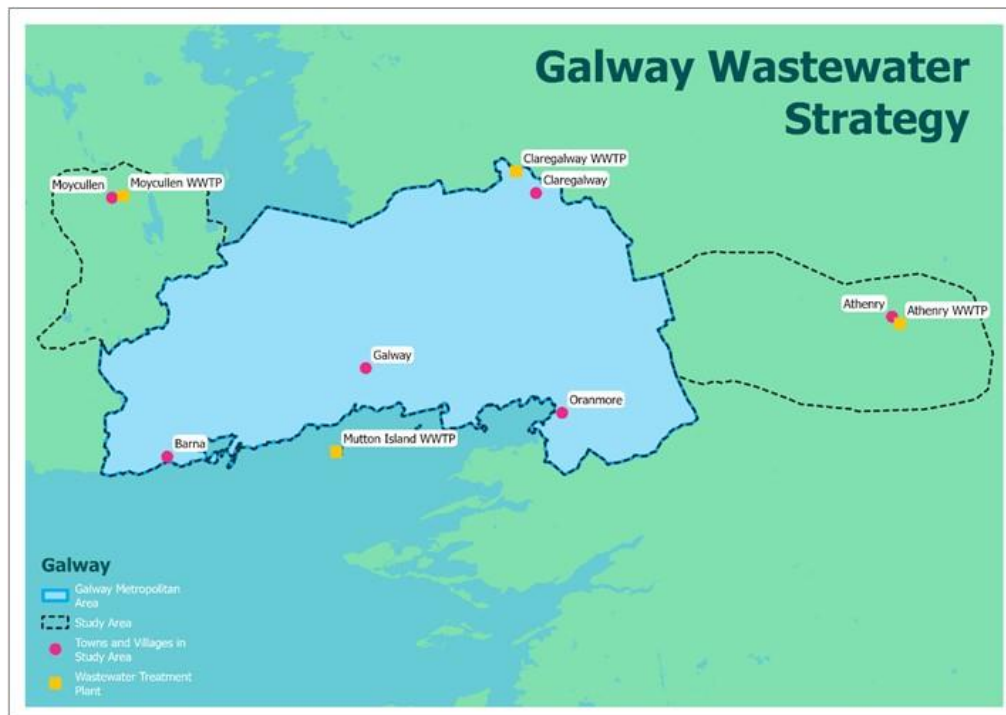 Galway Wastewater
Strategy
Claregalway WWTP
Claregalway
Moycullen
Moycullen WWTP
Athenry
Athenry WWTP
Galway
Oranmore
Barna
Mutton Island WWTP
Galway
Galway Metropolitan
Area
Study Area
Towns and Villages in
Study Area
Wastewater Treatment
Plant